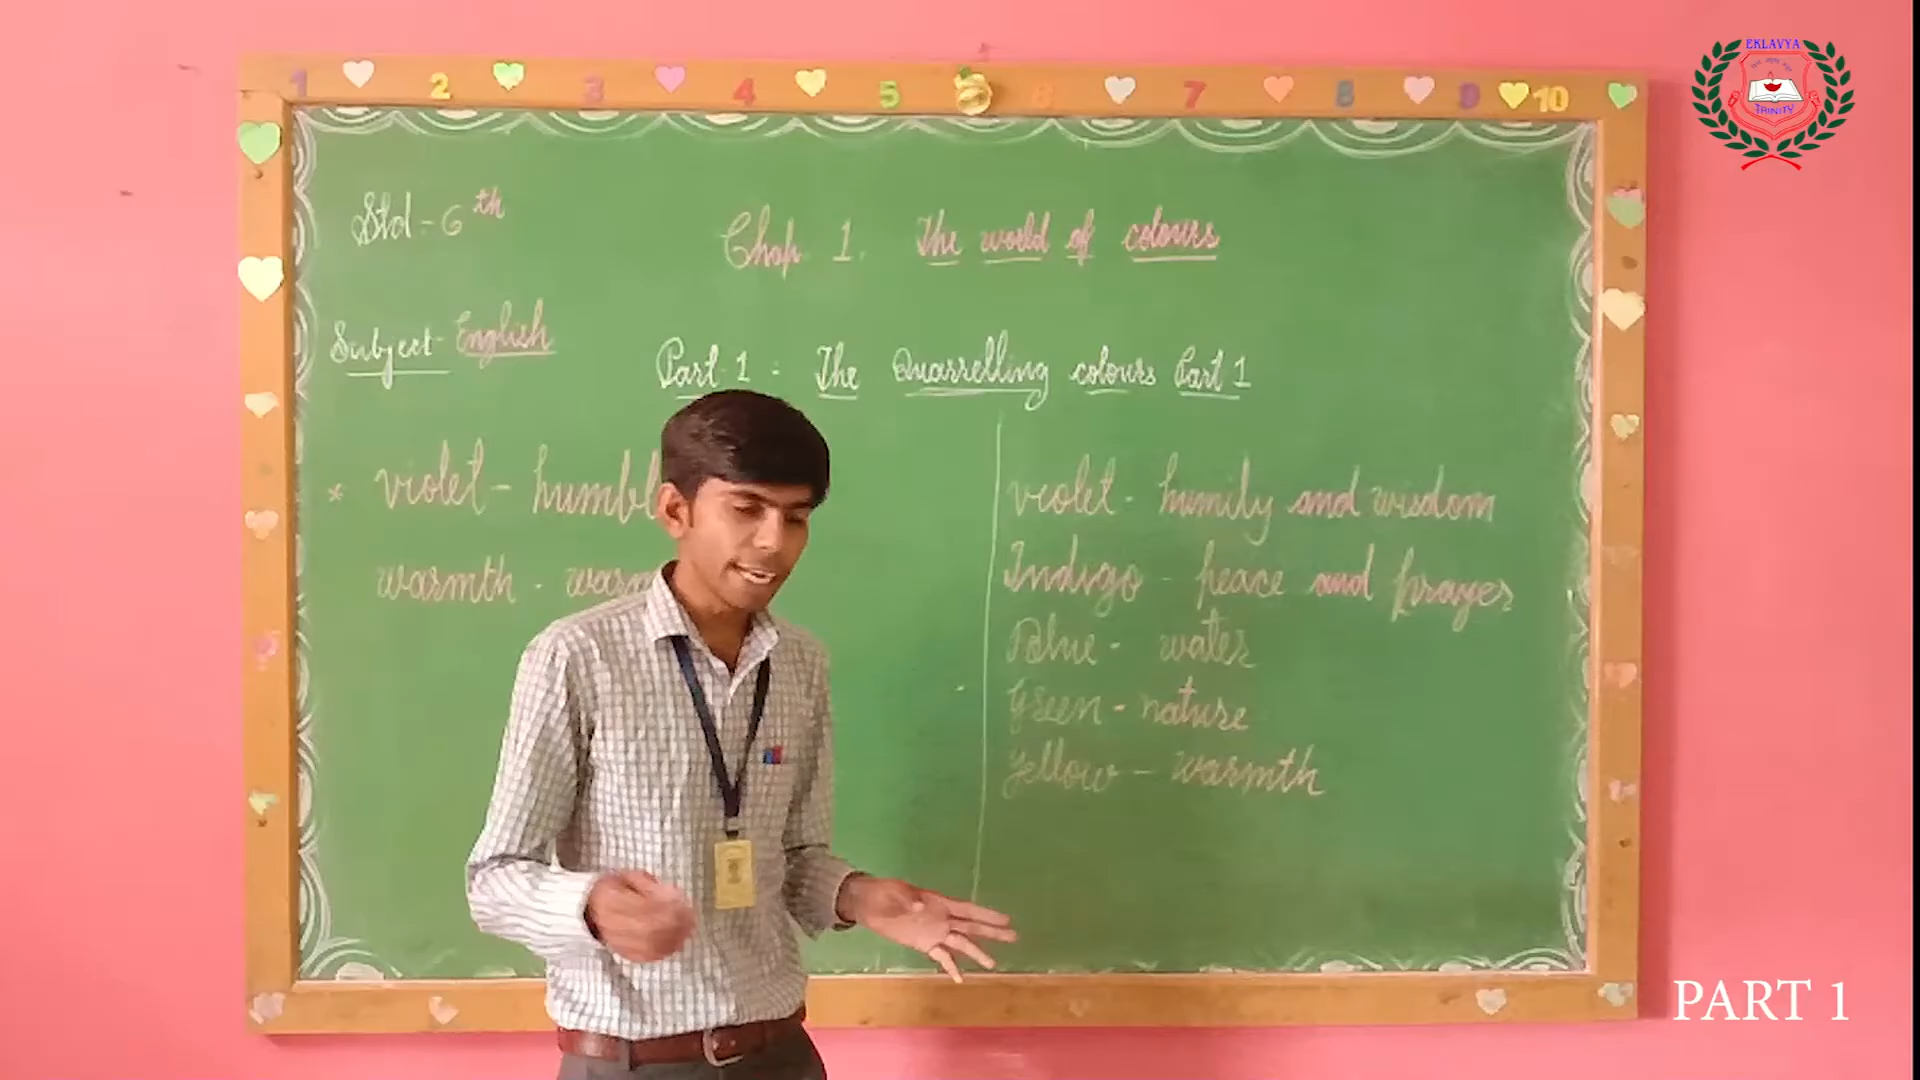 1 2 3 4 5 6 7 8 9 10
EKLAVYA
TRINITY
Std - 6th
Chap. 1. The world of colours
Subject - English
Part 1 : The Quarrelling colours Part 1
* violet - humbl
warmth - warm
violet - humily and wisdom
Indigo - peace and prayer
Blue - water
Green - nature
yellow - warmth
PART 1